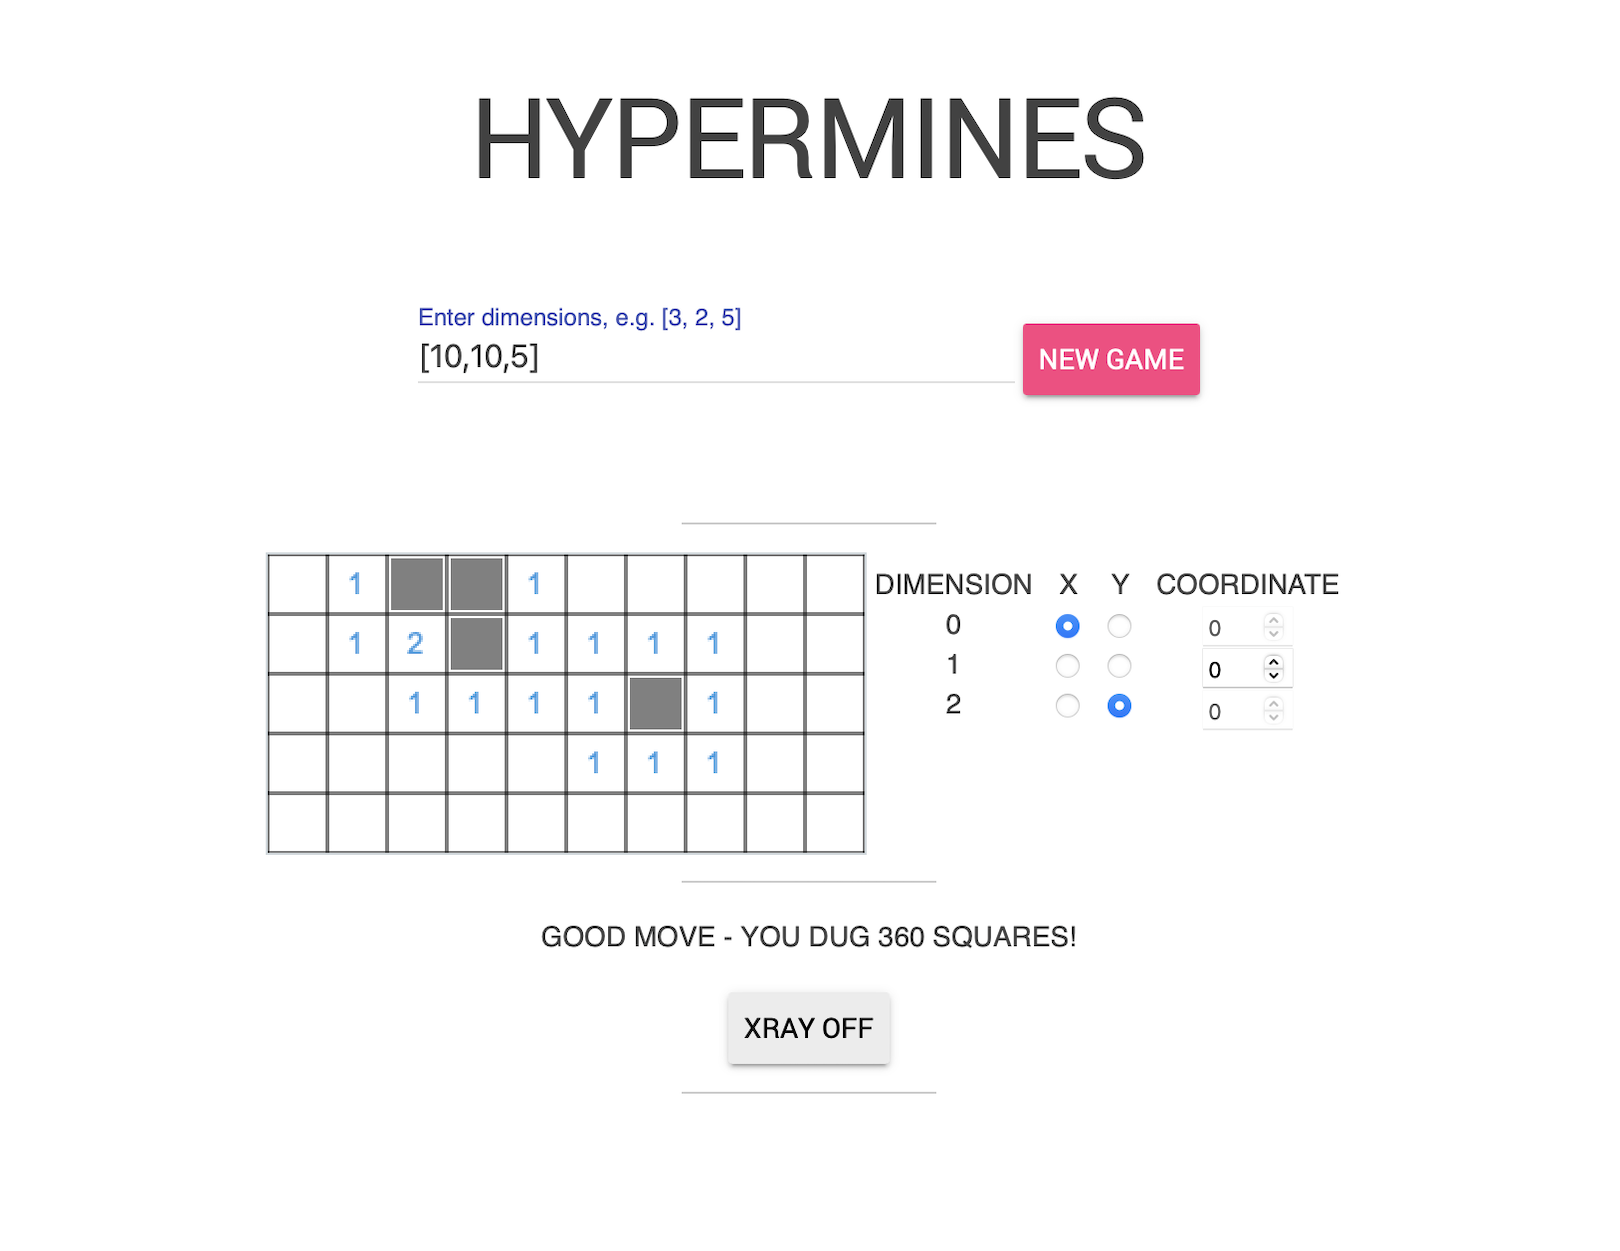 HYPERMINES
Enter dimensions, e.g. [3, 2, 5]
[10,10,5]
NEW GAME
1 1
1 2 1 1 1 1
1 1 1 1 1
1 1 1
DIMENSION X Y COORDINATE
0 0
1 0
2 0
GOOD MOVE - YOU DUG 360 SQUARES!
XRAY OFF